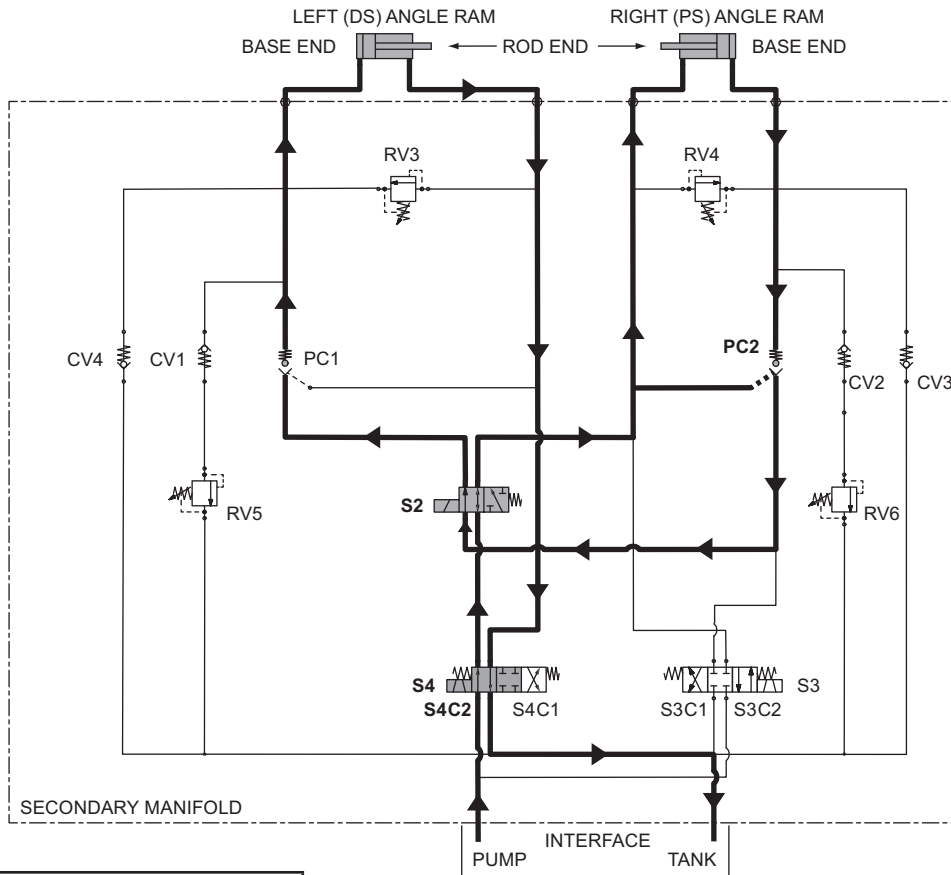 LEFT (DS) ANGLE RAM
RIGHT (PS) ANGLE RAM
BASE END
ROD END
BASE END
RV3
RV4
CV4
CV1
PC1
PC2
CV2
CV3
S2
RV5
RV6
S4
S3
S4C2
S4C1
S3C1
S3C2
SECONDARY MANIFOLD
INTERFACE
PUMP
TANK